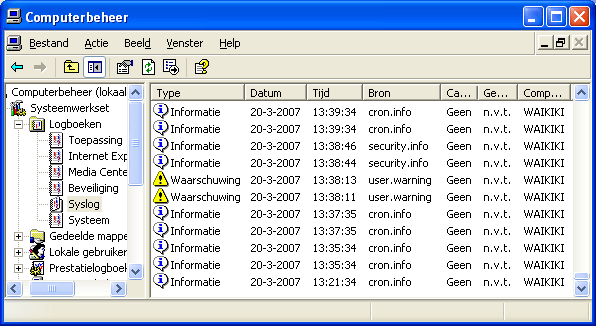 Computerbeheer
Bestand Actie Beeld Venster Help
Computerbeheer (lokaal
Systeemwerkset
Logboeken
Toepassing
Internet Exp
Media Cente
Beveiliging
Syslog
Systeem
Gedeelde mappe
Lokale gebruiker
Prestatielogboek
Type Datum Tijd Bron Ca... Ge... Comp...
Informatie 20-3-2007 13:39:34 cron.info Geen n.v.t. WAIKIKI
Informatie 20-3-2007 13:39:34 cron.info Geen n.v.t. WAIKIKI
Informatie 20-3-2007 13:38:46 security.info Geen n.v.t. WAIKIKI
Informatie 20-3-2007 13:38:44 security.info Geen n.v.t. WAIKIKI
Waarschuwing 20-3-2007 13:38:13 user.warning Geen n.v.t. WAIKIKI
Waarschuwing 20-3-2007 13:38:11 user.warning Geen n.v.t. WAIKIKI
Informatie 20-3-2007 13:37:35 cron.info Geen n.v.t. WAIKIKI
Informatie 20-3-2007 13:37:35 cron.info Geen n.v.t. WAIKIKI
Informatie 20-3-2007 13:35:34 cron.info Geen n.v.t. WAIKIKI
Informatie 20-3-2007 13:35:34 cron.info Geen n.v.t. WAIKIKI
Informatie 20-3-2007 13:21:34 cron.info Geen n.v.t. WAIKIKI